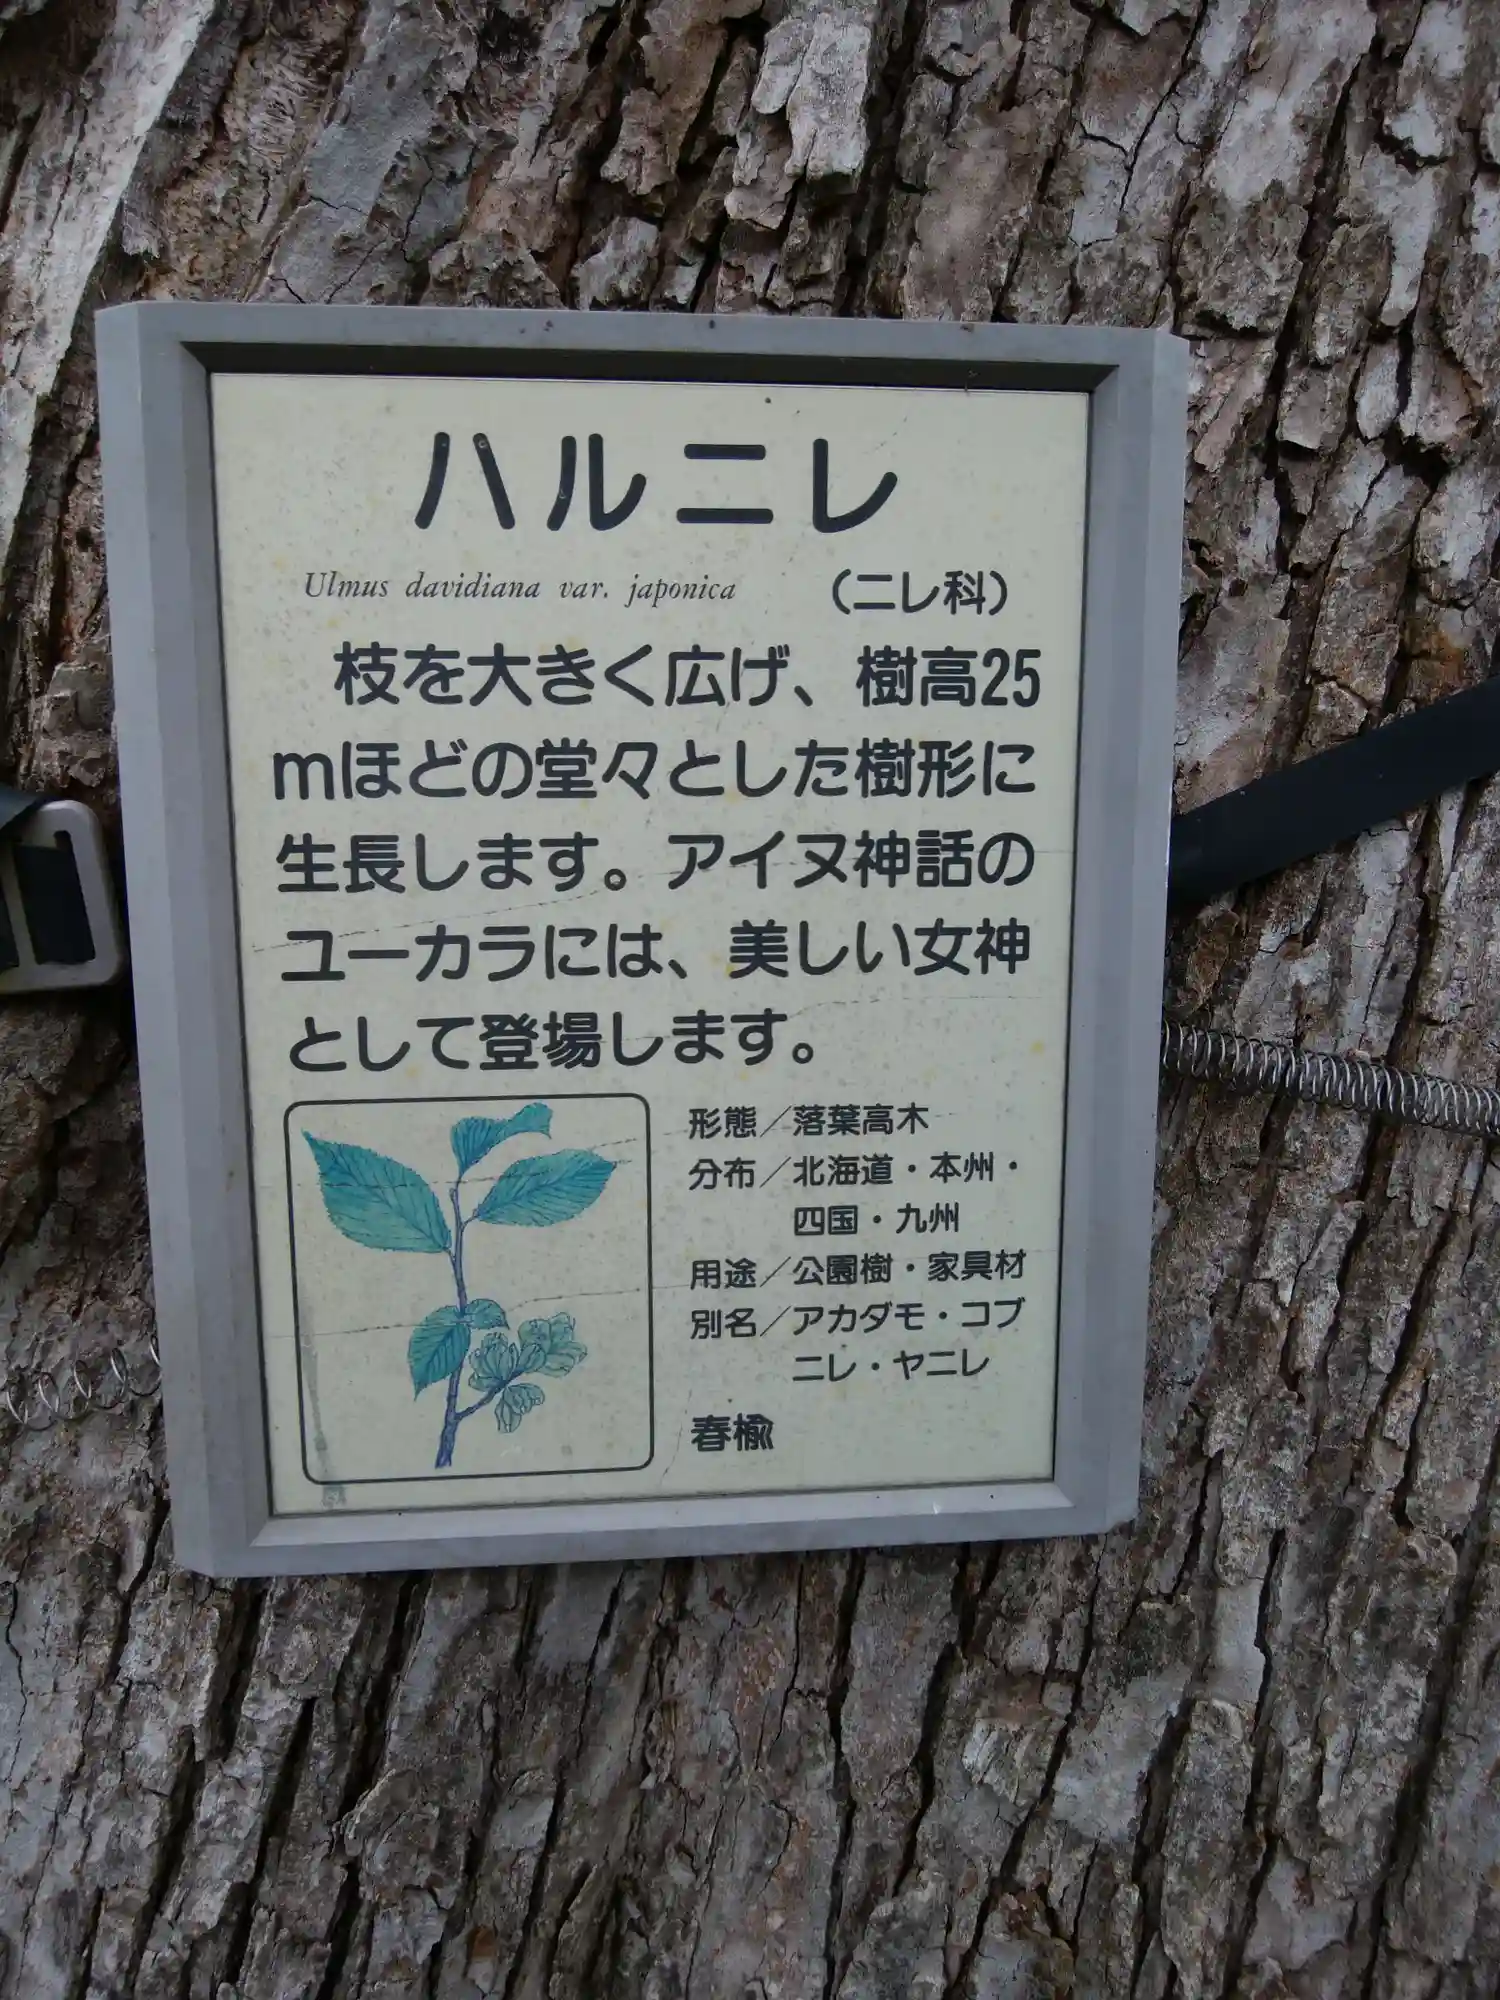 ハルニレ
Ulmus davidiana var. japonica （ニレ科）
枝を大きく広げ、樹高25
mほどの堂々とした樹形に
生長します。アイヌ神話の
ユーカラには、美しい女神
として登場します。
形態／落葉高木
分布／北海道・本州・
四国・九州
用途／公園樹・家具材
別名／アカダモ・コブ
ニレ・ヤニレ
春楡